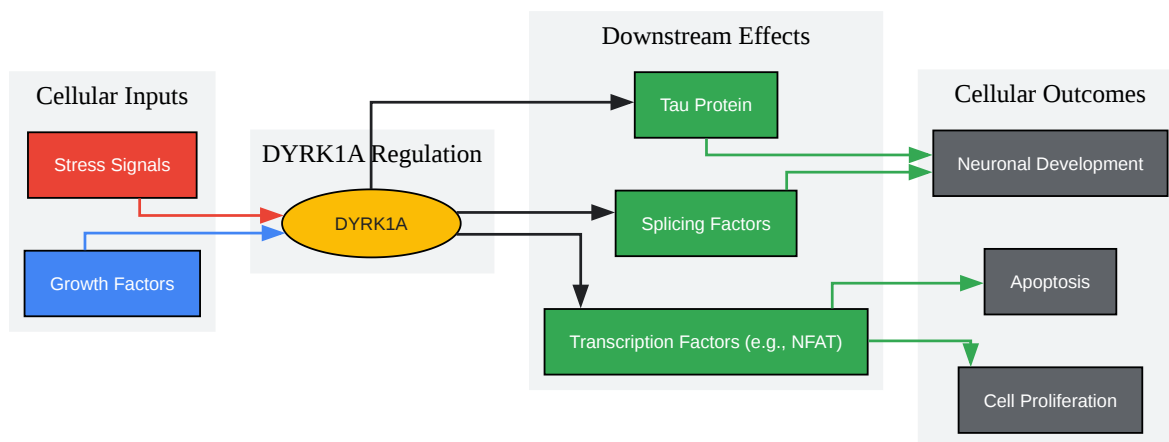 Cellular Inputs
Stress Signals
Growth Factors
DYRK1A Regulation
DYRK1A
Downstream Effects
Tau Protein
Splicing Factors
Transcription Factors (e.g., NFAT)
Cellular Outcomes
Neuronal Development
Apoptosis
Cell Proliferation